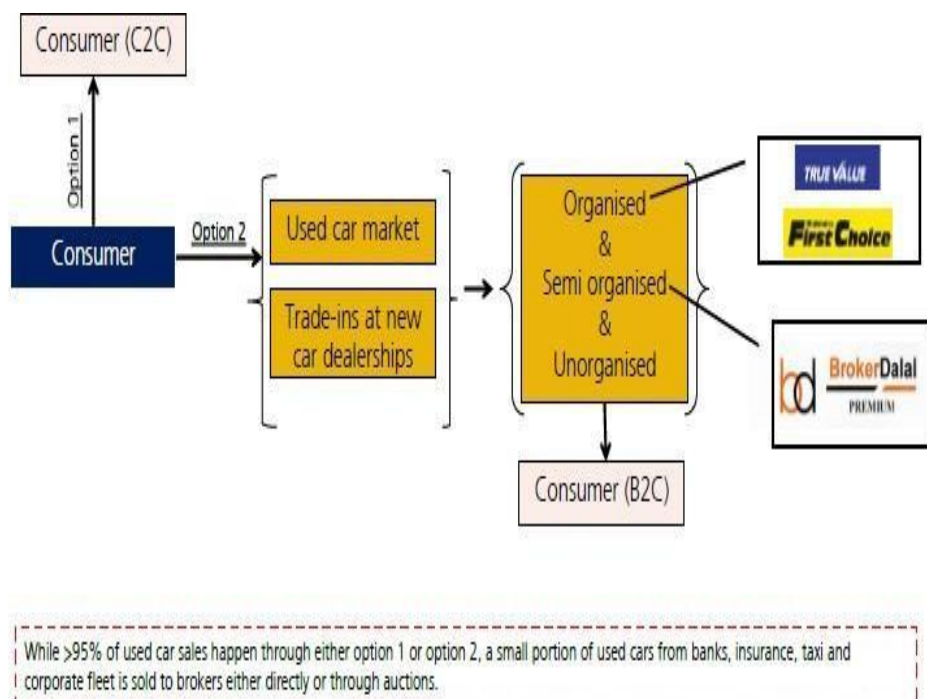 Consumer (C2C)
Option 1
Consumer
Option 2
Used car market
Trade-ins at new
car dealerships
Organised
&
Semi organised
&
Unorganised
TRUE VALUE
First Choice
bd
BrokerDalal
PREMIUM
Consumer (B2C)
While >95% of used car sales happen through either option 1 or option 2, a small portion of used cars from banks, insurance, taxi and
corporate fleet is sold to brokers either directly or through auctions.